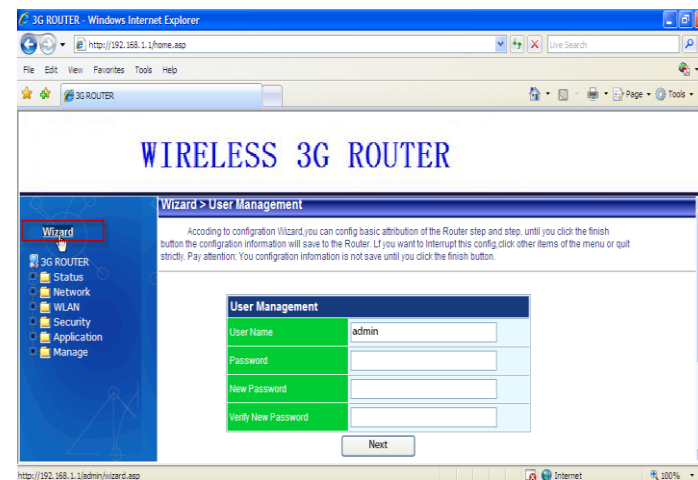 3G ROUTER - Windows Internet Explorer
http://192.168.1.1/home.asp
Live Search
File Edit View Favorites Tools Help
3G ROUTER
Page Tools
WIRELESS 3G ROUTER
Wizard
3G ROUTER
Status
Network
WLAN
Security
Application
Manage
Wizard > User Management
Accoding to configration Wizard,you can config basic attribution of the Router step and step, until you click the finish
button the configration intormation will save to the Router. Lf you want to Interrupt this config,click other items of the menu or quit
strictly. Pay attention: You configration infomation is not save until you click the finish button.
User Management
User Name admin
Password
New Password
Verify New Password
Next
http://192.168.1.1/admin/wizard.asp
Internet
100%